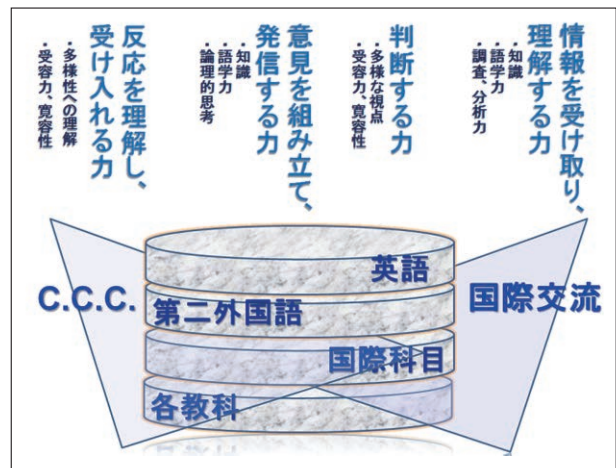 情報を受け取り、
理解する力
・知識
・語学力
・調査、分析力
判断する力
・多様な視点
・受容力、寛容性
意見を組み立て、
発信する力
・知識
・語学力
・論理的思考
反応を理解し、
受け入れる力
・多様性への理解
・受容力、寛容性
英語
C.C.C.
第二外国語
国際交流
国際科目
各教科